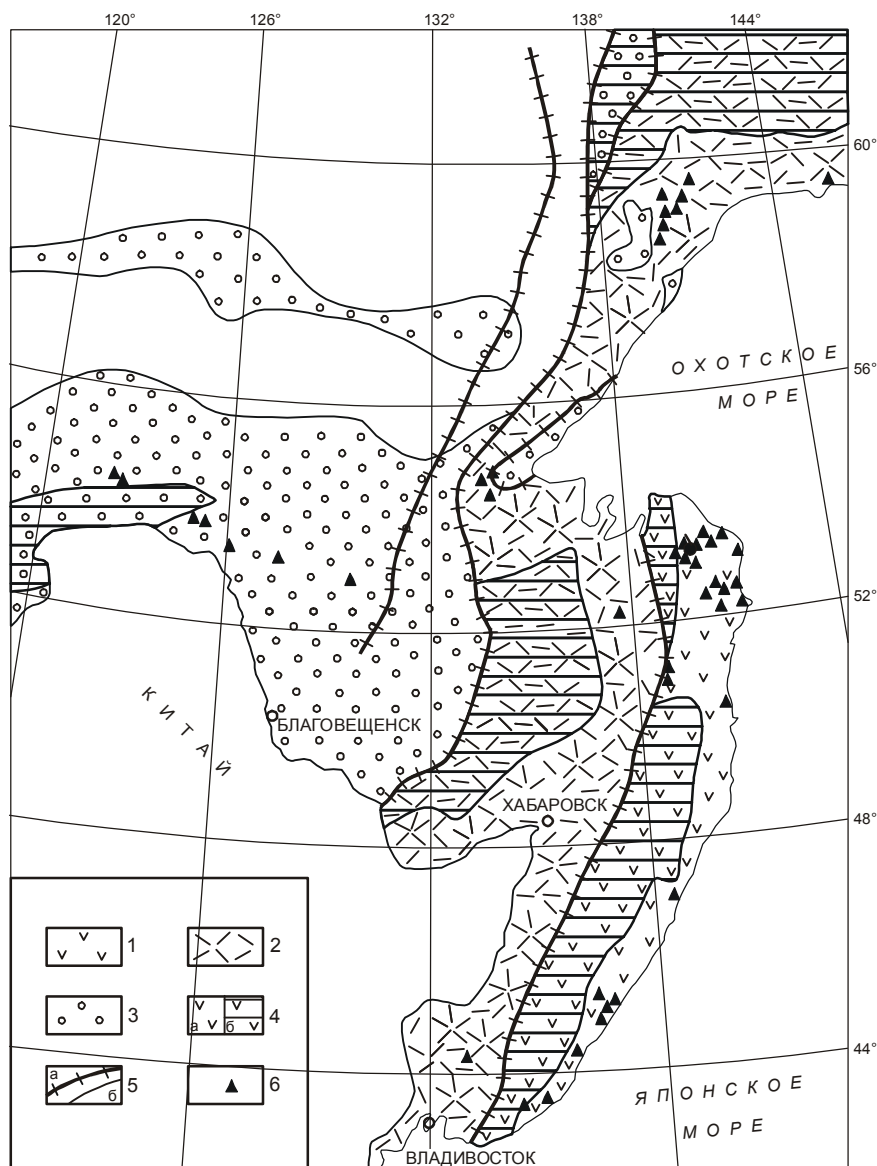 120° 126° 132° 138° 144°
60°
ОХОТСКОЕ
МОРЕ
56°
52°
КИТАЙ
БЛАГОВЕЩЕНСК
ХАБАРОВСК
48°
1 2
3 а б 4
а б 5 6
44°
ЯПОНСКОЕ
МОРЕ
ВЛАДИВОСТОК